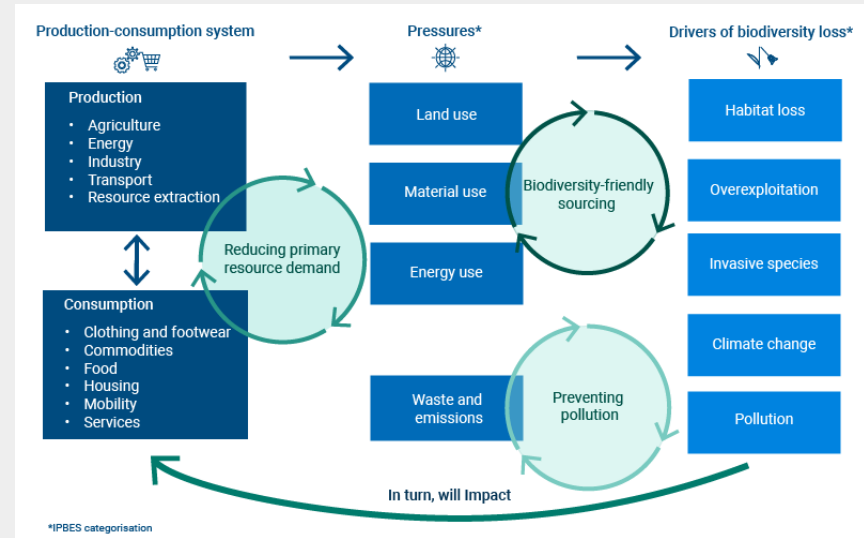 Production-consumption system
Pressures*
Drivers of biodiversity loss*
Production
• Agriculture
• Energy
• Industry
• Transport
• Resource extraction
Consumption
• Clothing and footwear
• Commodities
• Food
• Housing
• Mobility
• Services
Reducing primary
resource demand
Land use
Material use
Energy use
Waste and
emissions
Biodiversity-friendly
sourcing
Preventing
pollution
Habitat loss
Overexploitation
Invasive species
Climate change
Pollution
In turn, will Impact
*IPBES categorisation